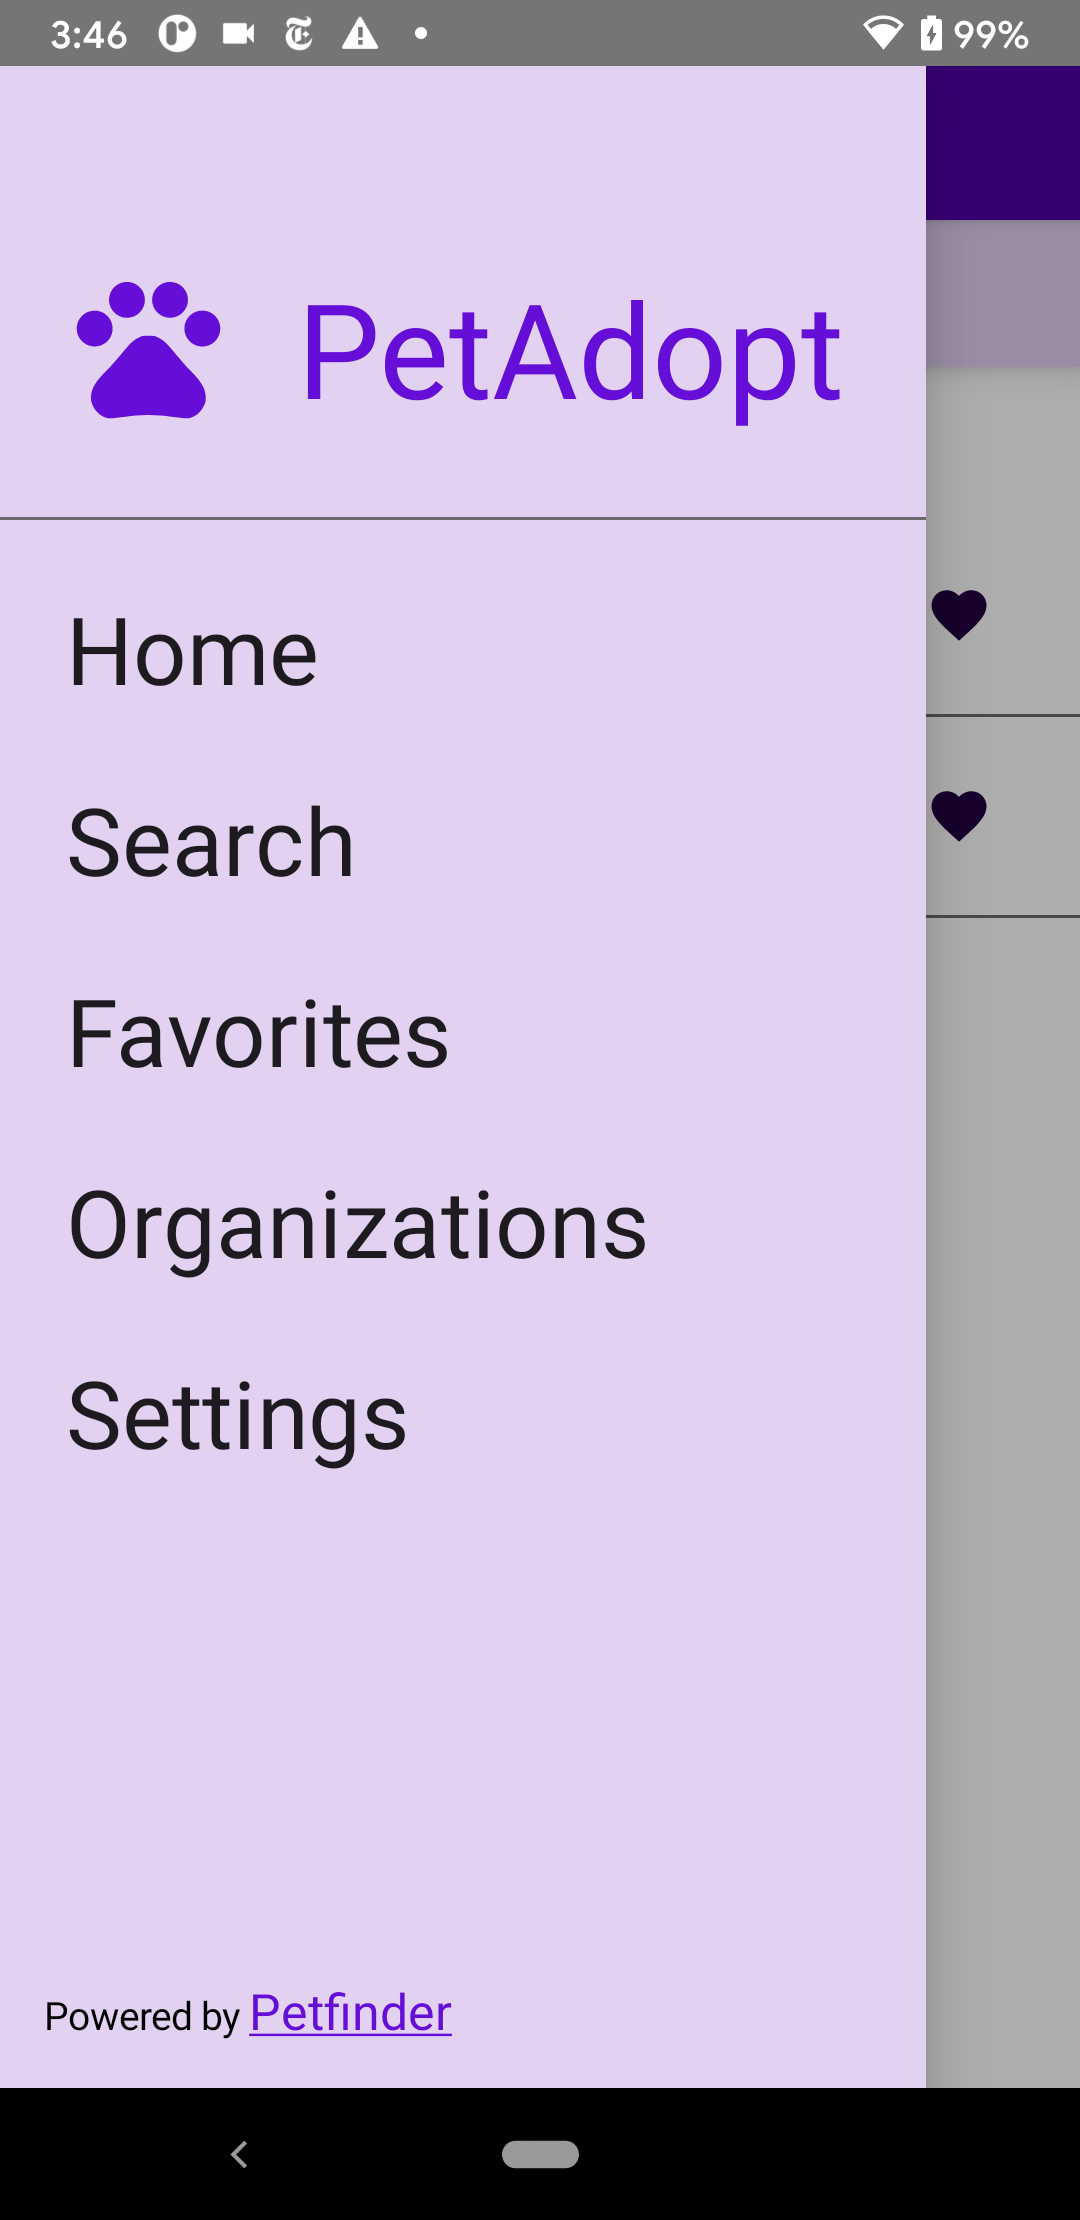 3:46 99%
PetAdopt
Home
Search
Favorites
Organizations
Settings
Powered by Petfinder